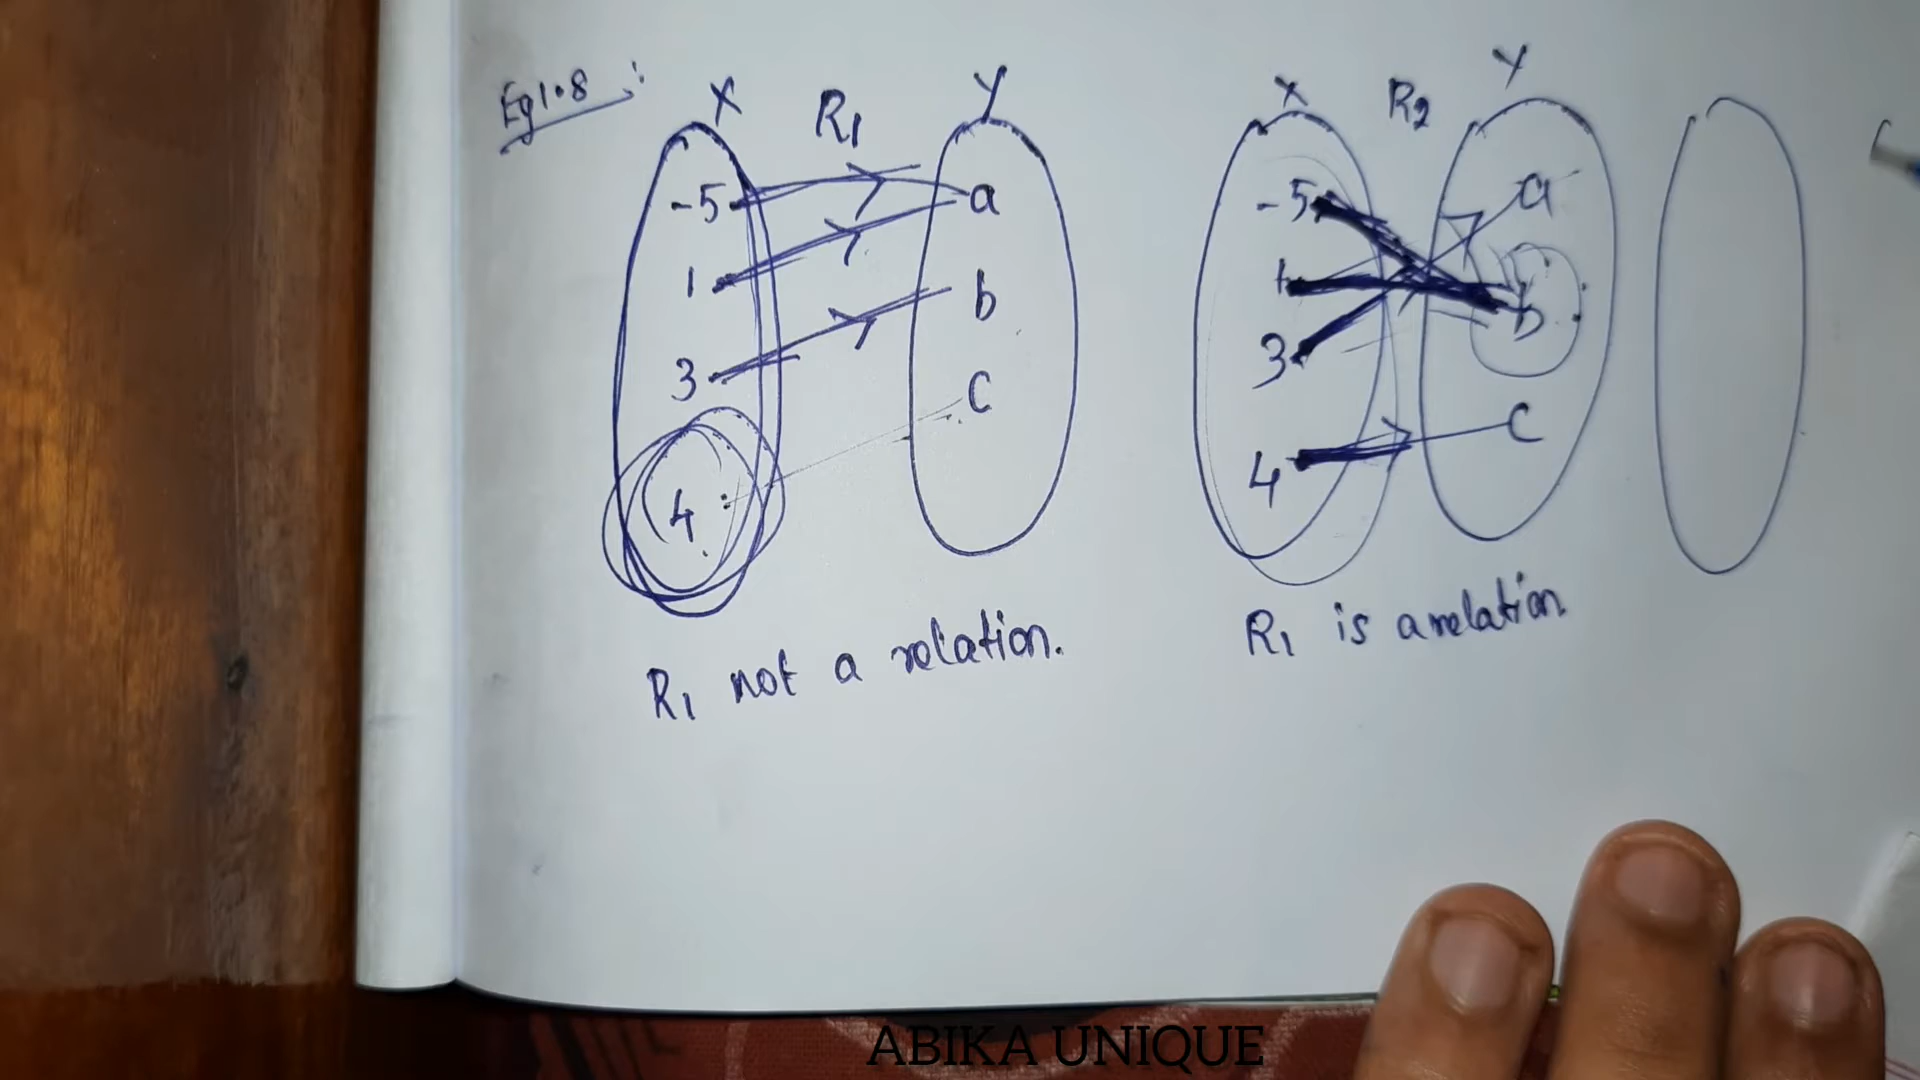 Eg 1.8 :
X R1 Y
-5 a
1 b
3 C
4
R1 not a relation.
X R2 Y
-5 a
1 b
3 C
4
R1 is a relation
ABIKA UNIQUE